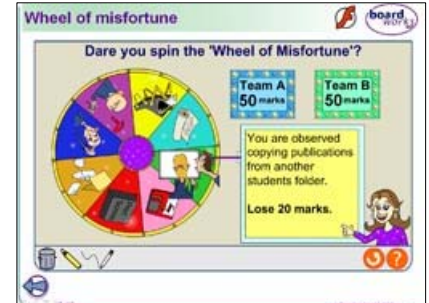 Wheel of misfortune
board
works
Dare you spin the 'Wheel of Misfortune'?
Team A
50 marks
Team B
50 marks
You are observed
copying publications
from another
students folder.
Lose 20 marks.
?